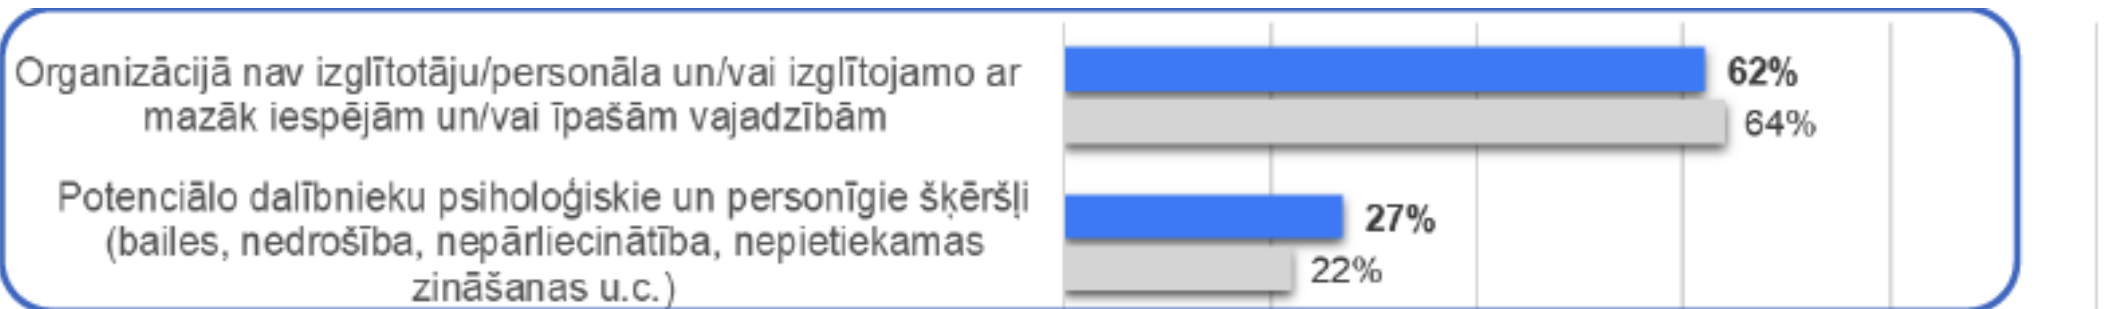 Organizācijā nav izglītotāju/personāla un/vai izglītojamo ar
mazāk iespējām un/vai īpašām vajadzībām
62%
64%
Potenciālo dalībnieku psiholoģiskie un personīgie šķēršļi
(bailes, nedrošība, nepārliecinātība, nepietiekamas
zināšanas u.c.)
27%
22%